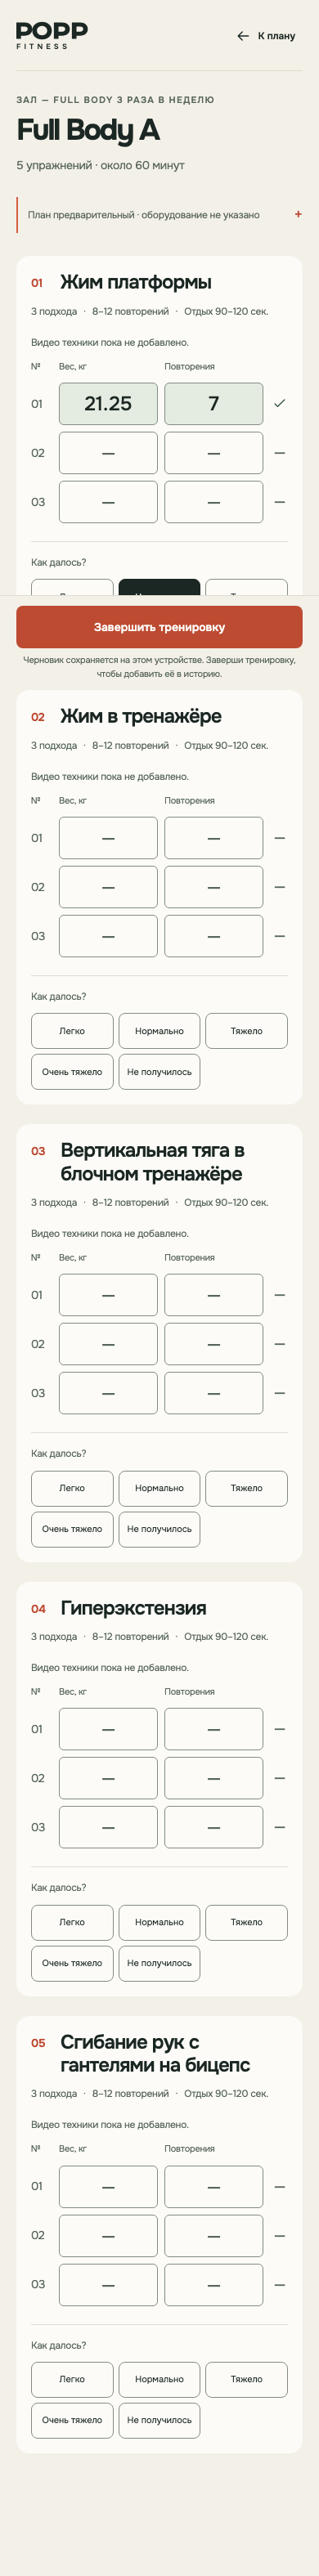 POPP
FITNESS
← К плану
ЗАЛ — FULL BODY 3 РАЗА В НЕДЕЛЮ
Full Body A
5 упражнений · около 60 минут
План предварительный · оборудование не указано +
01 Жим платформы
3 подхода · 8–12 повторений · Отдых 90–120 сек.
Видео техники пока не добавлено.
№ Вес, кг Повторения
01 21.25 7 ✓
02 — — —
03 — — —
Как далось?
Завершить тренировку
Черновик сохраняется на этом устройстве. Заверши тренировку,
чтобы добавить её в историю.
02 Жим в тренажёре
3 подхода · 8–12 повторений · Отдых 90–120 сек.
Видео техники пока не добавлено.
№ Вес, кг Повторения
01 — — —
02 — — —
03 — — —
Как далось?
Легко Нормально Тяжело
Очень тяжело Не получилось
03 Вертикальная тяга в
блочном тренажёре
3 подхода · 8–12 повторений · Отдых 90–120 сек.
Видео техники пока не добавлено.
№ Вес, кг Повторения
01 — — —
02 — — —
03 — — —
Как далось?
Легко Нормально Тяжело
Очень тяжело Не получилось
04 Гиперэкстензия
3 подхода · 8–12 повторений · Отдых 90–120 сек.
Видео техники пока не добавлено.
№ Вес, кг Повторения
01 — — —
02 — — —
03 — — —
Как далось?
Легко Нормально Тяжело
Очень тяжело Не получилось
05 Сгибание рук с
гантелями на бицепс
3 подхода · 8–12 повторений · Отдых 90–120 сек.
Видео техники пока не добавлено.
№ Вес, кг Повторения
01 — — —
02 — — —
03 — — —
Как далось?
Легко Нормально Тяжело
Очень тяжело Не получилось